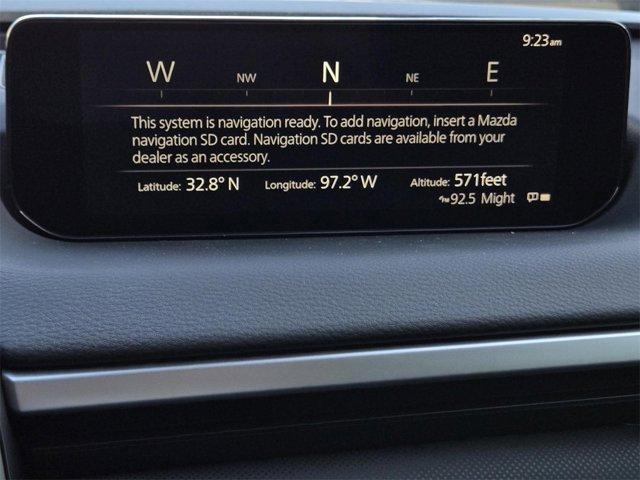 9:23am
W NW N NE E
This system is navigation ready. To add navigation, insert a Mazda
navigation SD card. Navigation SD cards are available from your
dealer as an accessory.
Latitude: 32.8° N Longitude: 97.2° W Altitude: 571feet
92.5 Might